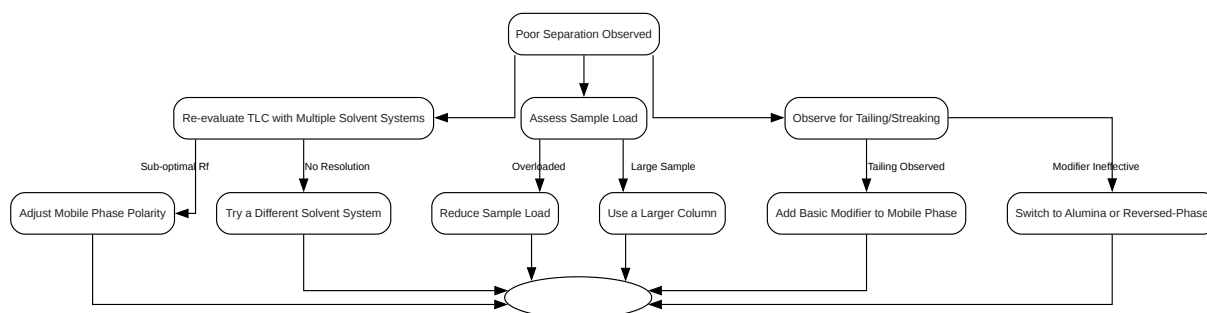 Poor Separation Observed
Re-evaluate TLC with Multiple Solvent Systems
Assess Sample Load
Observe for Tailing/Streaking
Sub-optimal Rf
No Resolution
Overloaded
Large Sample
Tailing Observed
Modifier Ineffective
Adjust Mobile Phase Polarity
Try a Different Solvent System
Reduce Sample Load
Use a Larger Column
Add Basic Modifier to Mobile Phase
Switch to Alumina or Reversed-Phase